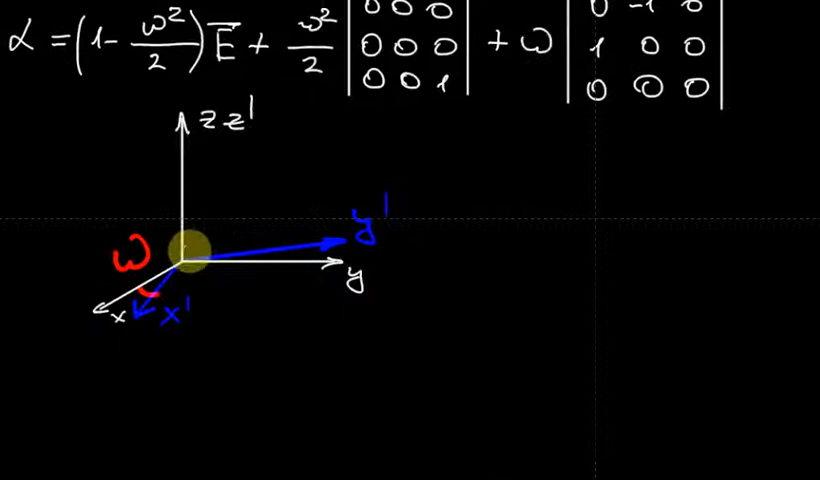 α = (1 - ω²/2) E̅ + ω²/2 | 0 0 0 | + ω | 0 -1 0 |
| 0 0 0 | | 1 0 0 |
| 0 0 1 | | 0 0 0 |
z z'
y'
ω
y
x x'